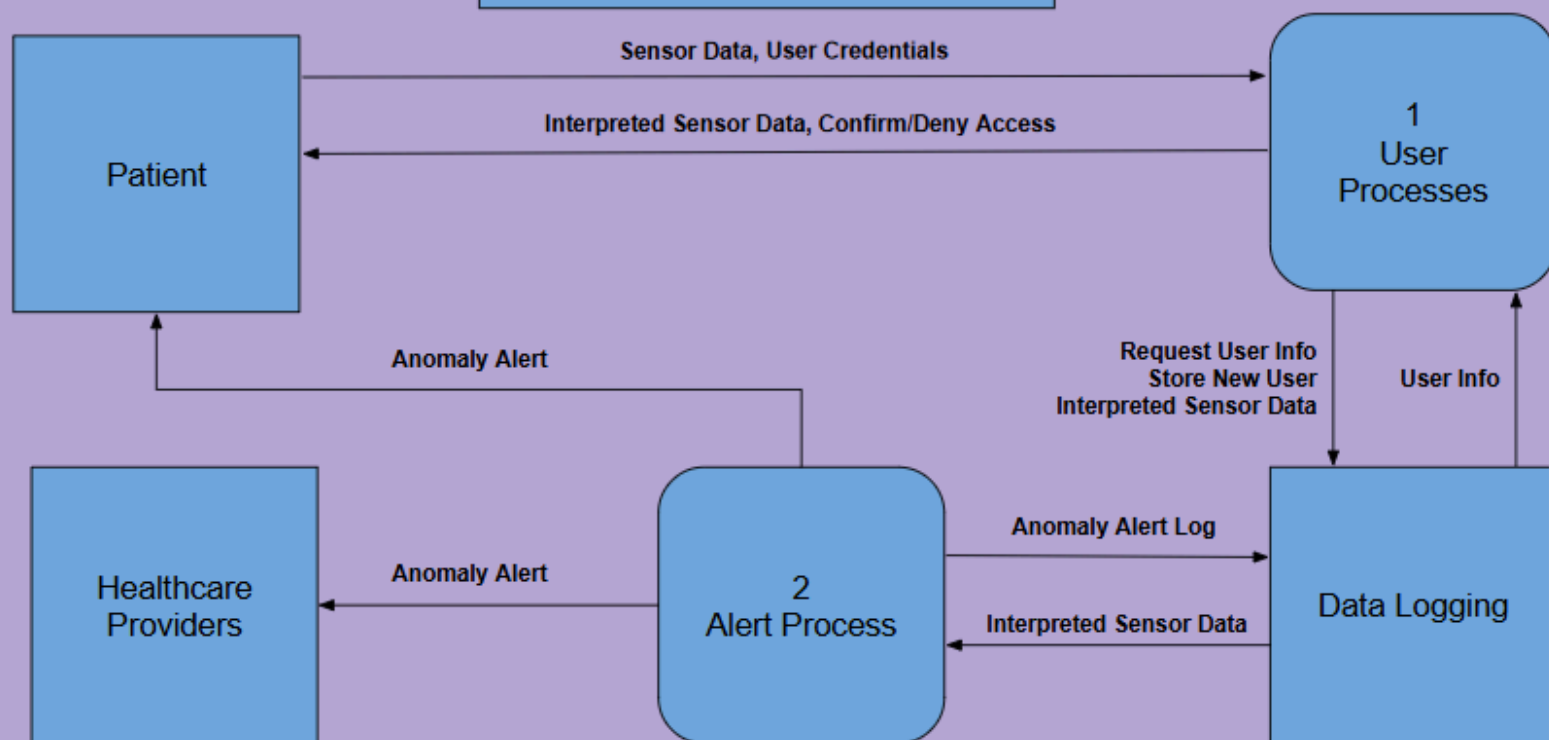 Sensor Data, User Credentials
Interpreted Sensor Data, Confirm/Deny Access
Patient
1
User
Processes
Anomaly Alert
Request User Info
Store New User
Interpreted Sensor Data
User Info
Healthcare
Providers
Anomaly Alert
2
Alert Process
Anomaly Alert Log
Interpreted Sensor Data
Data Logging